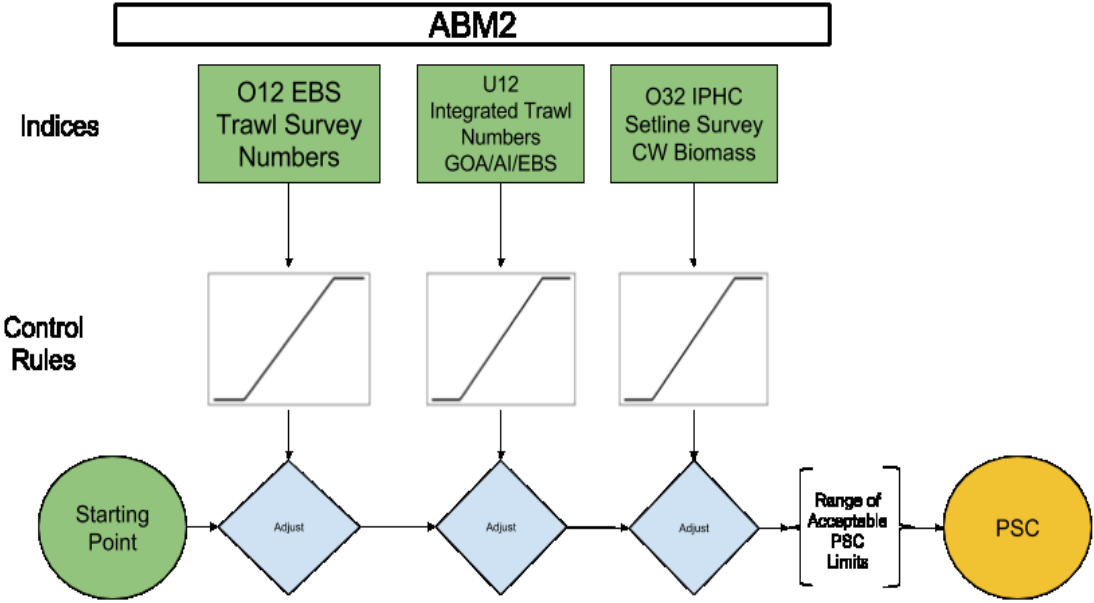 ABM2
Indices
O12 EBS
Trawl Survey
Numbers
U12
Integrated Trawl
Numbers
GOA/AI/EBS
O32 IPHC
Setline Survey
CW Biomass
Control
Rules
Starting
Point
Adjust
Adjust
Adjust
Range of
Acceptable
PSC
Limits
PSC